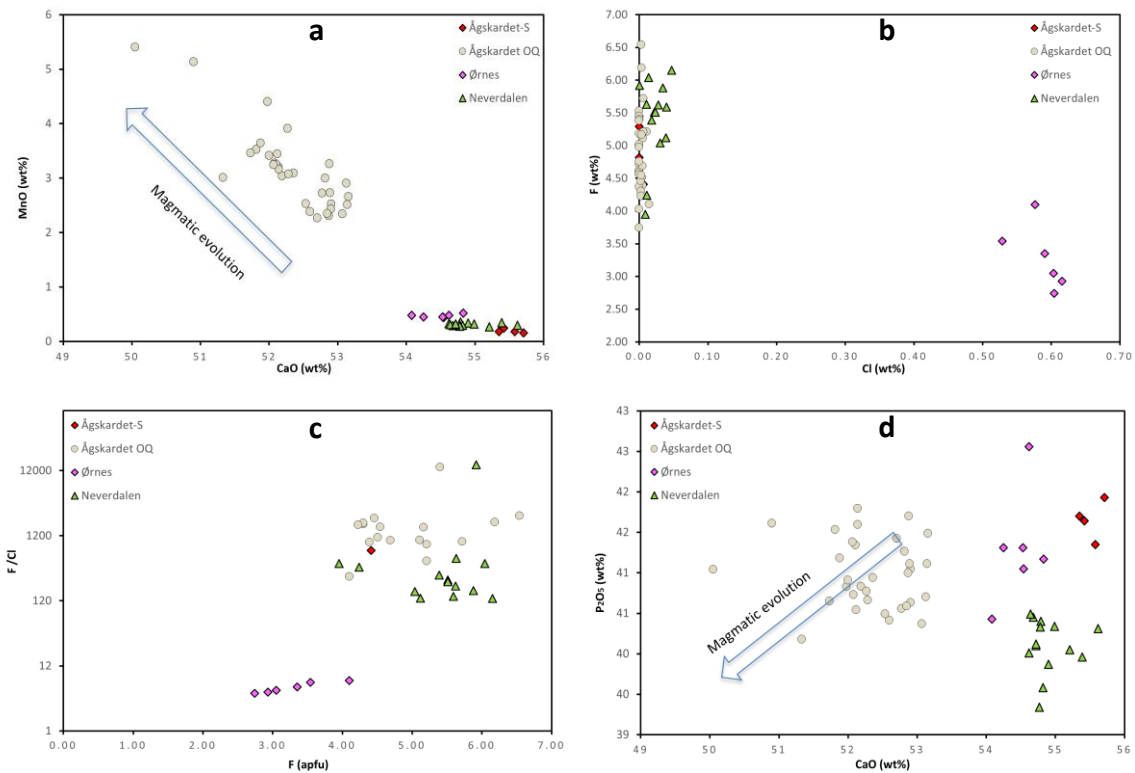 a
6
5
4
3
2
1
0
MnO (wt%)
49 50 51 52 53 54 55 56
CaO (wt%)
Magmatic evolution
Ågskardet-S
Ågskardet OQ
Ørnes
Neverdalen
b
7.00
6.50
6.00
5.50
5.00
4.50
4.00
3.50
3.00
2.50
2.00
F (wt%)
0.00 0.10 0.20 0.30 0.40 0.50 0.60 0.70
Cl (wt%)
Ågskardet-S
Ågskardet OQ
Ørnes
Neverdalen
c
Ågskardet-S
Ågskardet OQ
Ørnes
Neverdalen
12000
1200
120
12
1
F /Cl
0.00 1.00 2.00 3.00 4.00 5.00 6.00 7.00
F (apfu)
d
Ågskardet-S
Ågskardet OQ
Ørnes
Neverdalen
43
43
42
42
41
41
40
40
39
P₂O₅ (wt%)
49 50 51 52 53 54 55 56
CaO (wt%)
Magmatic evolution